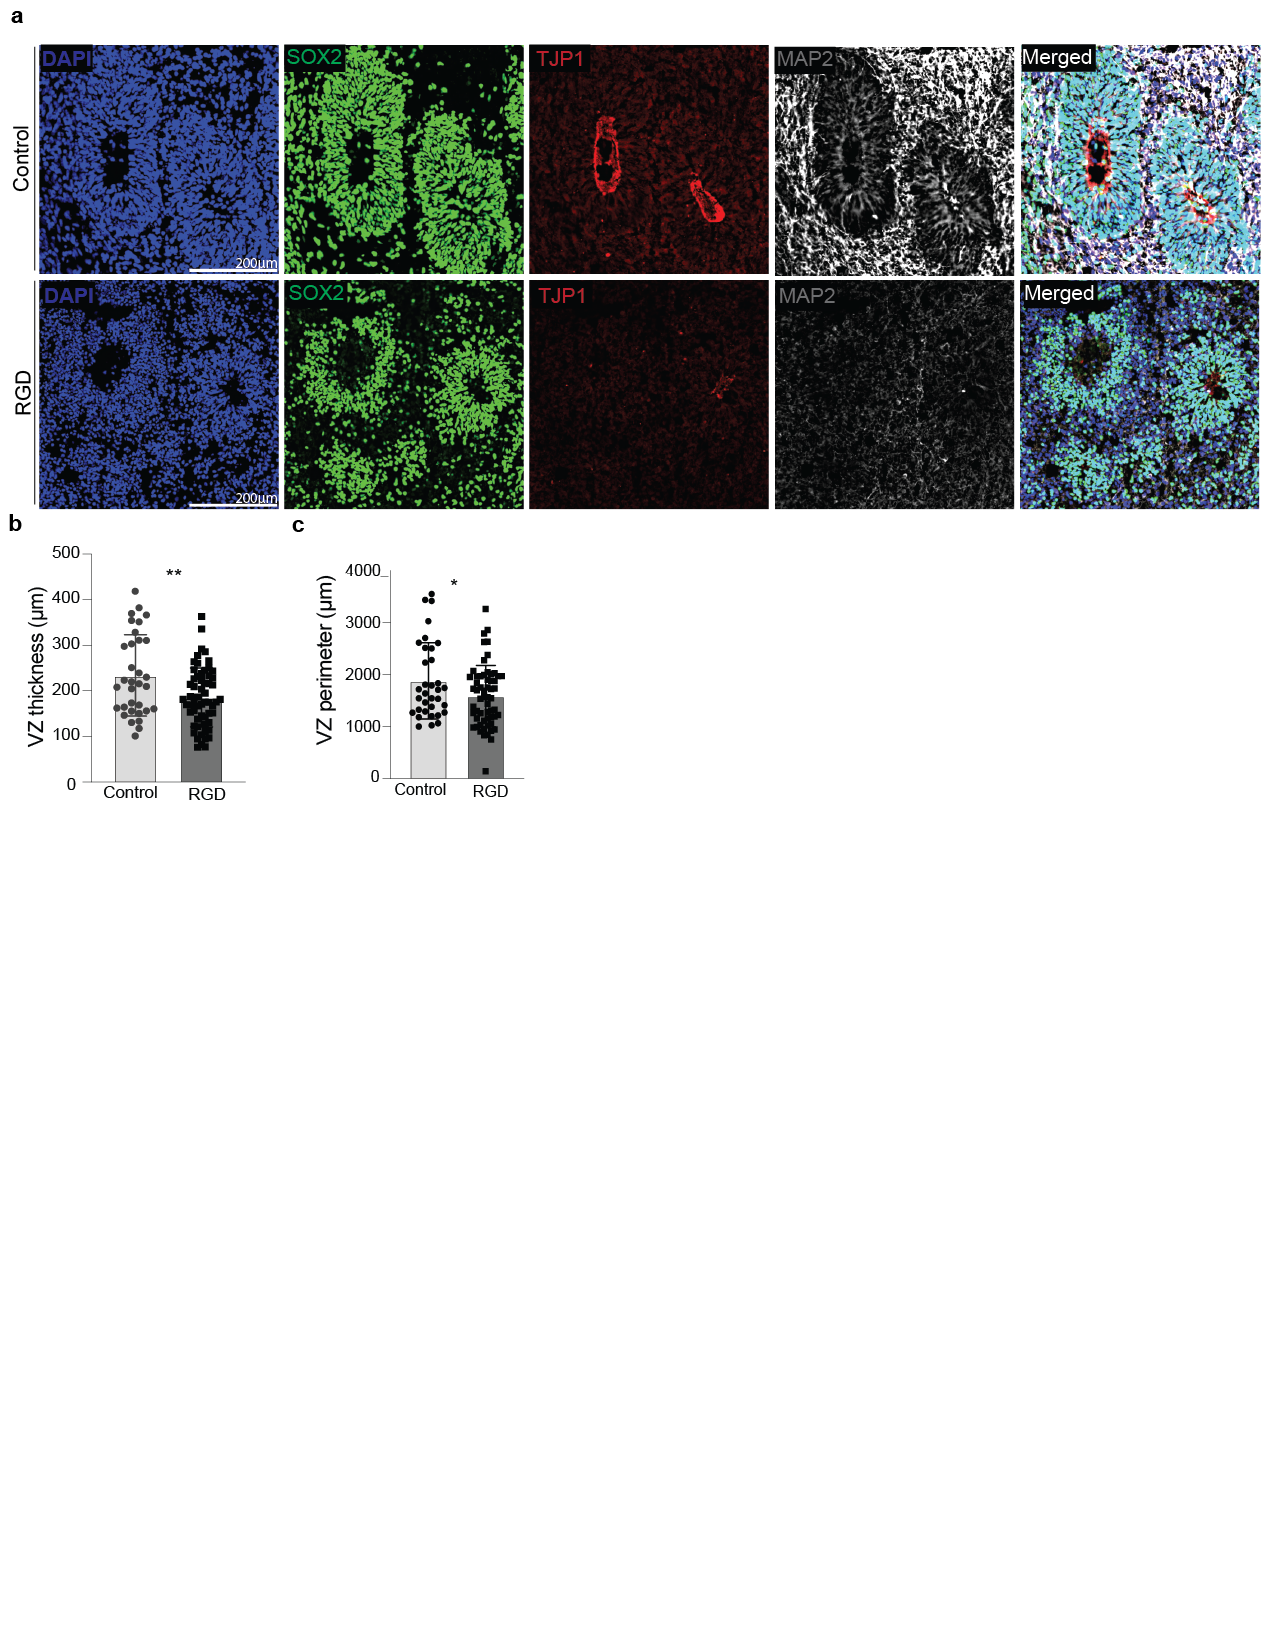 a
Control
DAPI
SOX2
TJP1
MAP2
Merged
200µm
RGD
DAPI
SOX2
TJP1
MAP2
Merged
200µm
b
VZ thickness (µm)
500
400
300
200
100
0
**
Control
RGD
c
VZ perimeter (µm)
4000
3000
2000
1000
0
*
Control
RGD